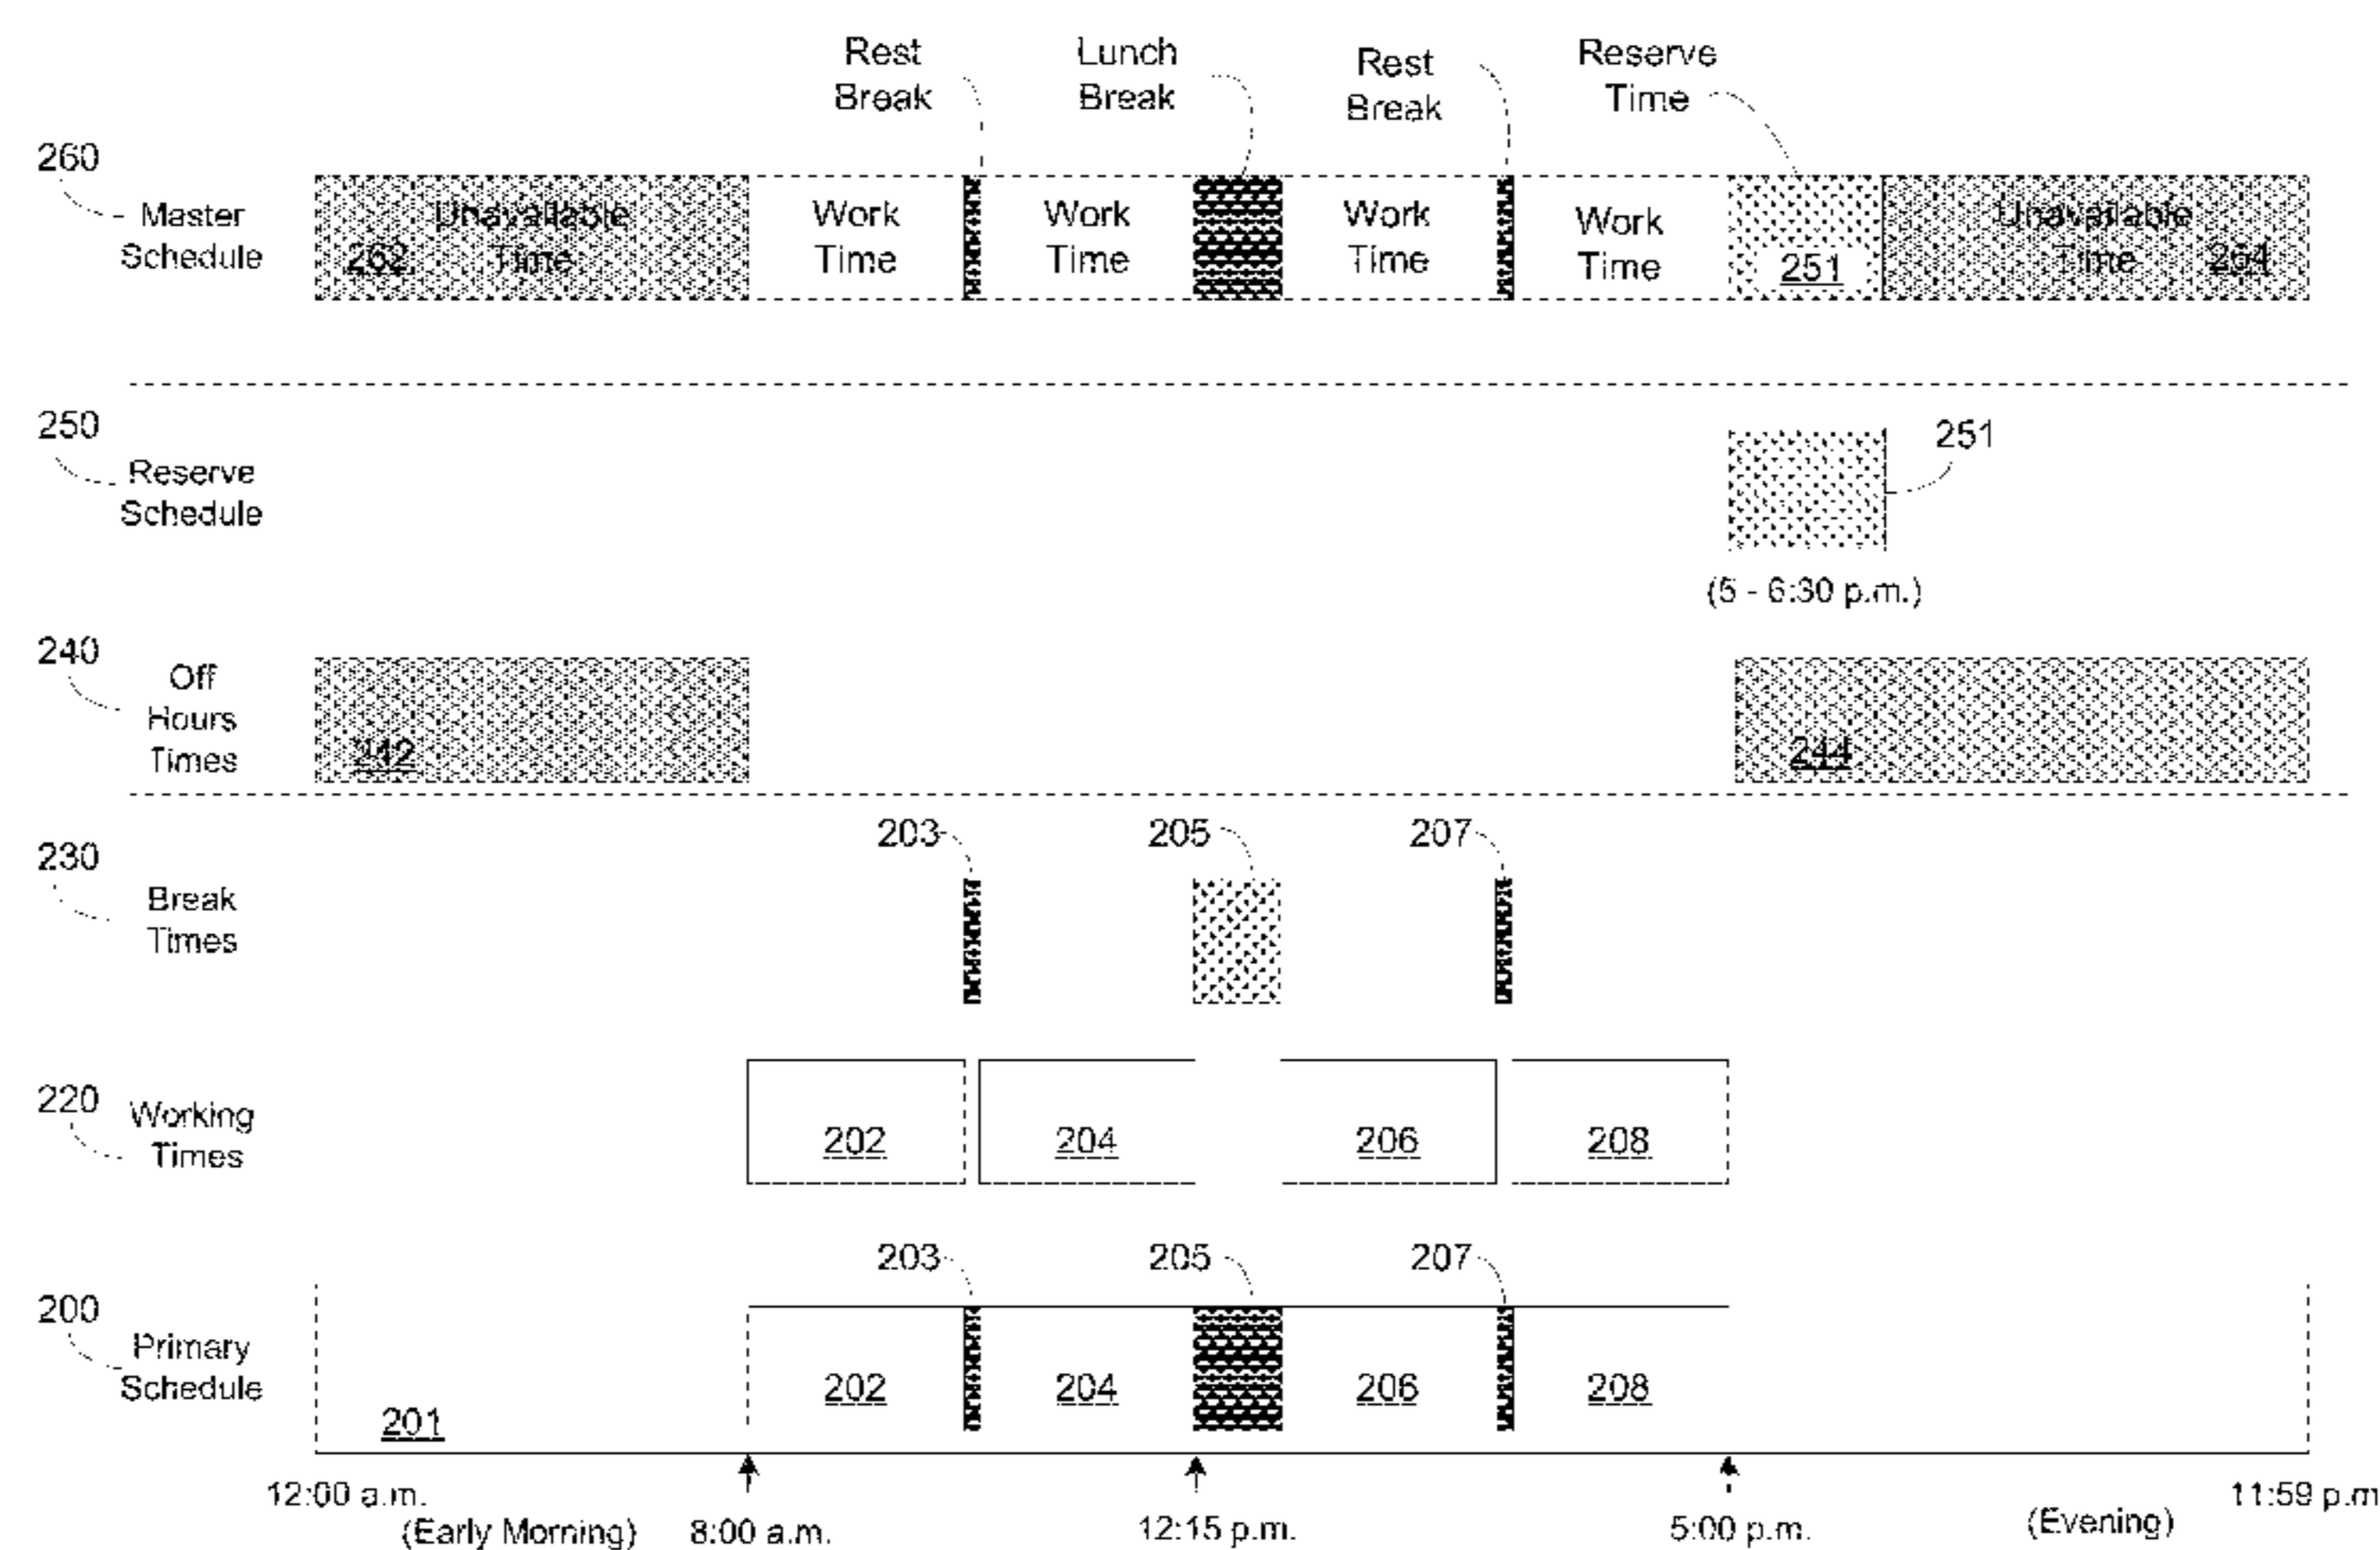 Rest
Break
Lunch
Break
Rest
Break
Reserve
Time
260
Master
Schedule
Unavailable
Time
262
Work
Time
Work
Time
Work
Time
Work
Time
251
Unavailable
Time
264
250
Reserve
Schedule
251
(5 - 6:30 p.m.)
240
Off
Hours
Times
242
244
230
Break
Times
203
205
207
220
Working
Times
202
204
206
208
203
205
207
200
Primary
Schedule
201
202
204
206
208
12:00 a.m.
(Early Morning)
8:00 a.m.
12:15 p.m.
5:00 p.m.
(Evening)
11:59 p.m